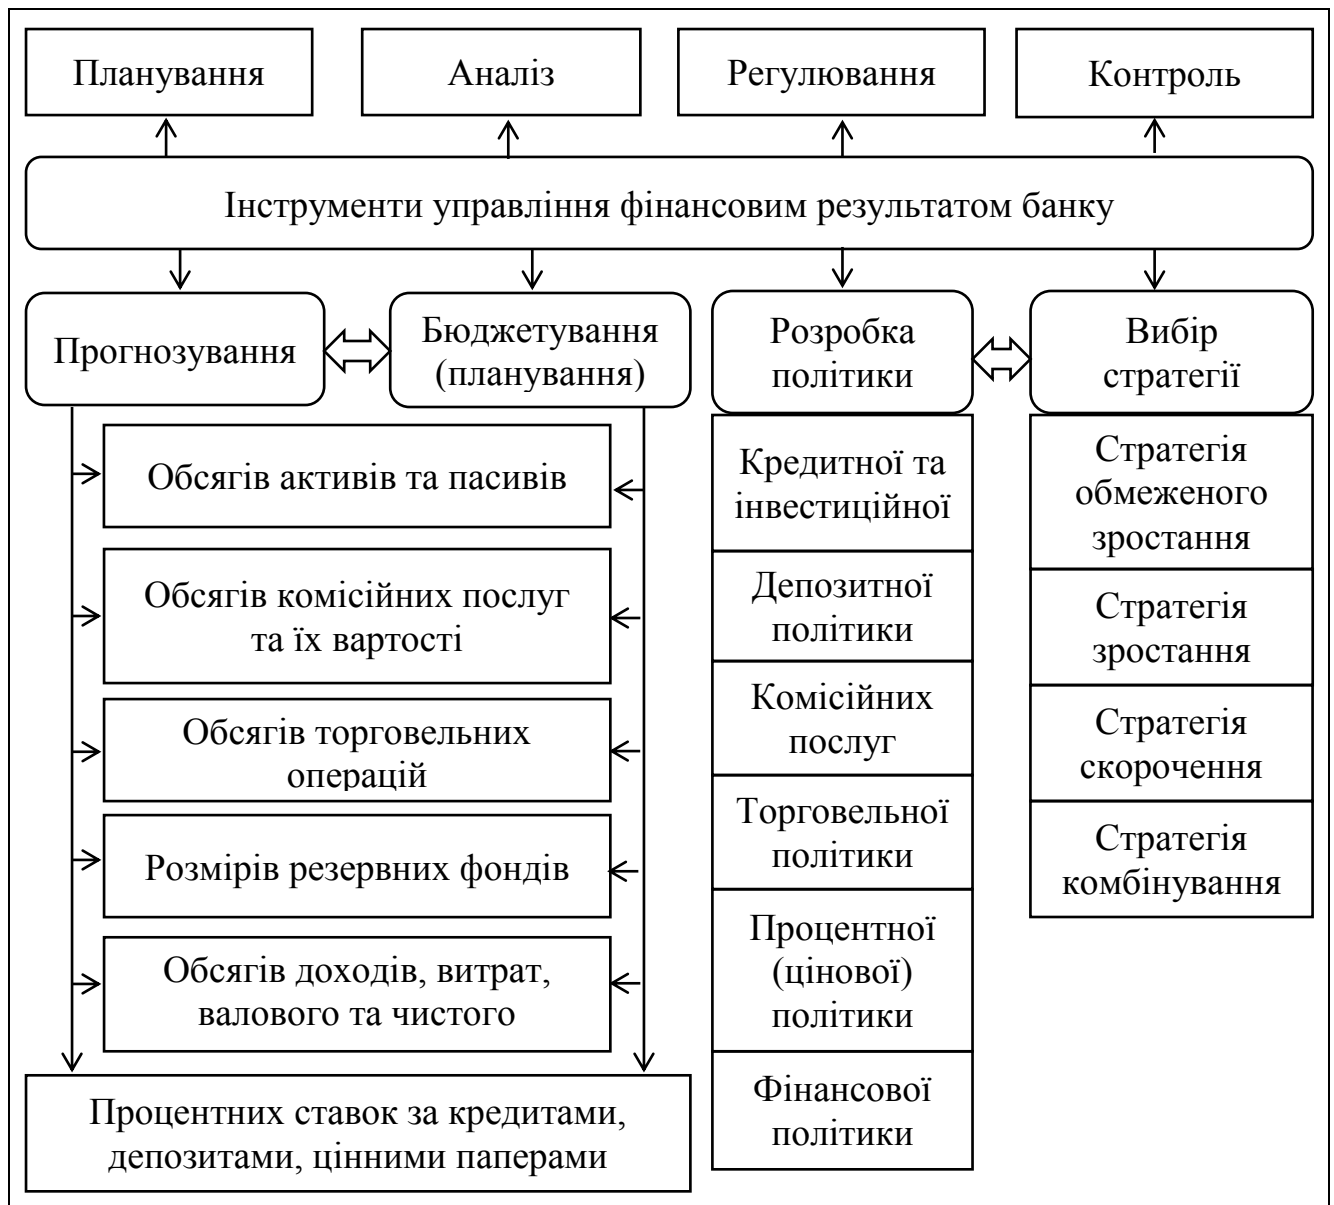 Планування
Аналіз
Регулювання
Контроль
Інструменти управління фінансовим результатом банку
Прогнозування
Бюджетування
(планування)
Розробка
політики
Вибір
стратегії
Обсягів активів та пасивів
Обсягів комісійних послуг
та їх вартості
Обсягів торговельних
операцій
Розмірів резервних фондів
Обсягів доходів, витрат,
валового та чистого
Процентних ставок за кредитами,
депозитами, цінними паперами
Кредитної та
інвестиційної
Депозитної
політики
Комісійних
послуг
Торговельної
політики
Процентної
(цінової)
політики
Фінансової
політики
Стратегія
обмеженого
зростання
Стратегія
зростання
Стратегія
скорочення
Стратегія
комбінування